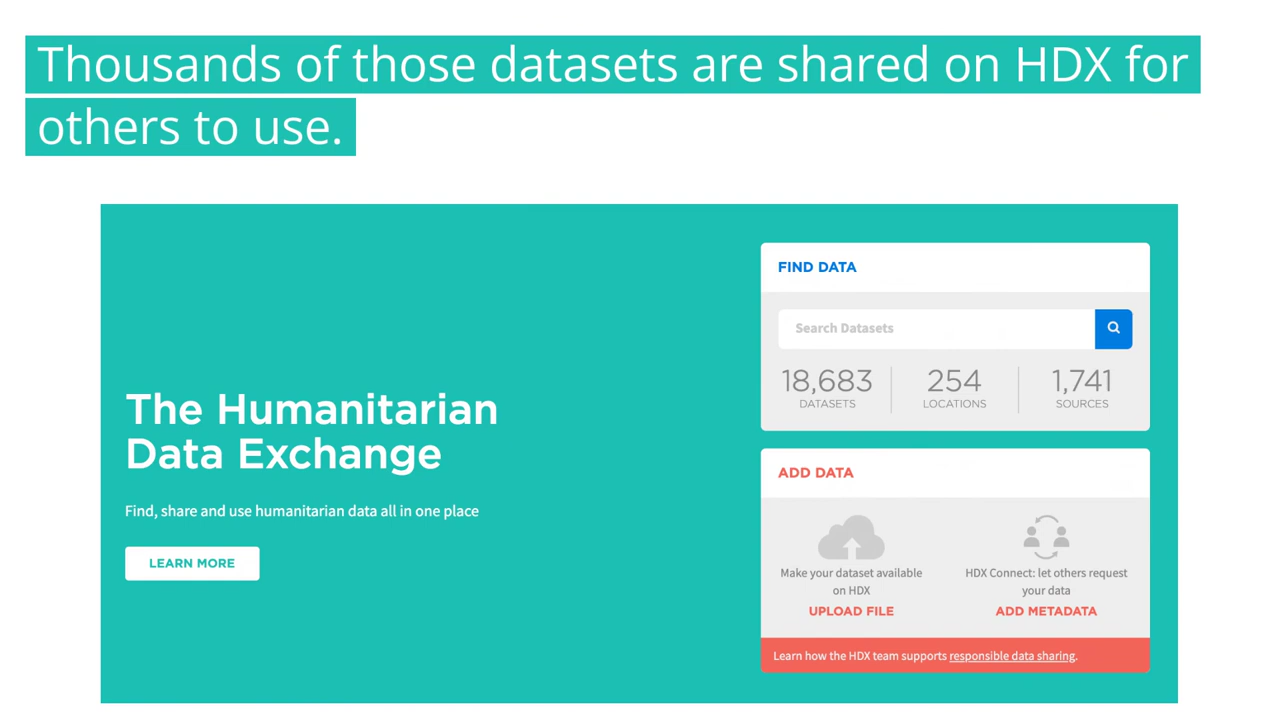 Thousands of those datasets are shared on HDX for
others to use.
The Humanitarian
Data Exchange
Find, share and use humanitarian data all in one place
LEARN MORE
FIND DATA
Search Datasets
18,683
DATASETS
254
LOCATIONS
1,741
SOURCES
ADD DATA
Make your dataset available
on HDX
UPLOAD FILE
HDX Connect: let others request
your data
ADD METADATA
Learn how the HDX team supports responsible data sharing.